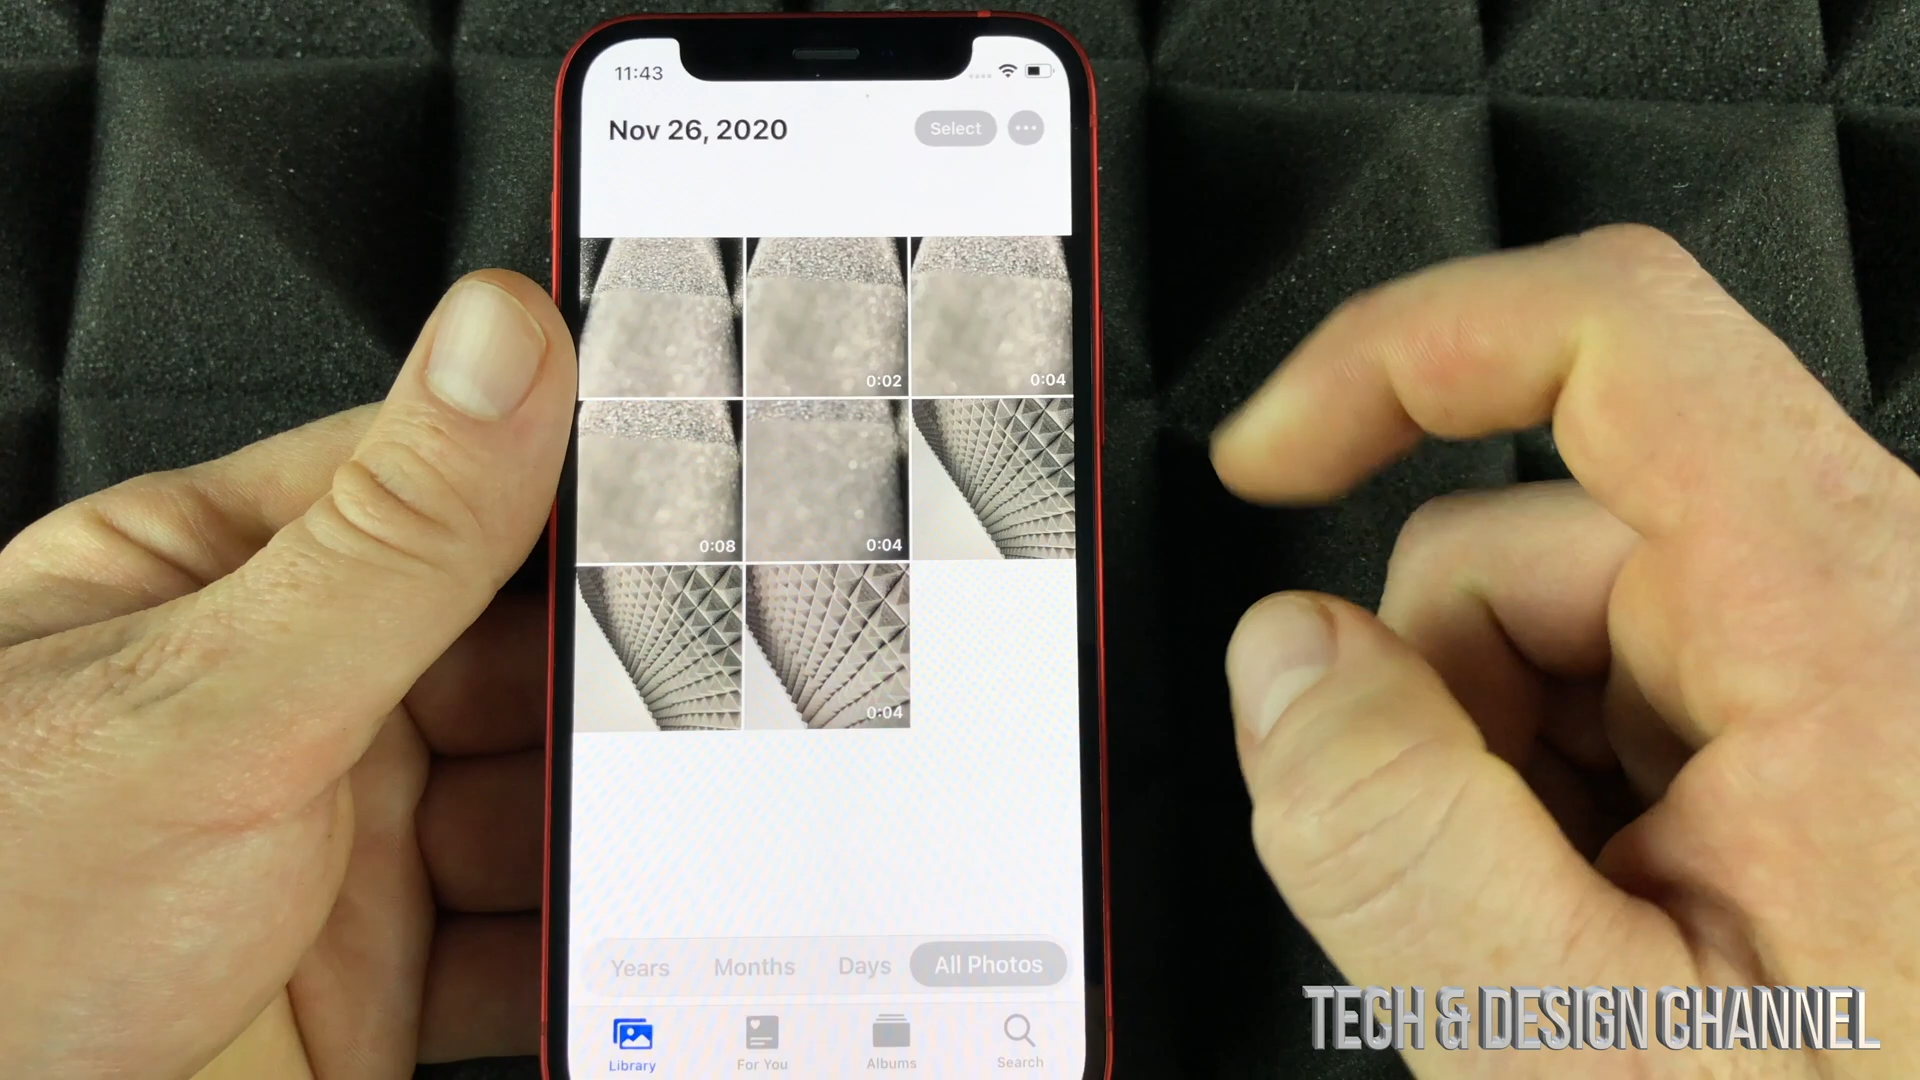 11:43
Nov 26, 2020
Select
0:02
0:04
0:08
0:04
0:04
Years Months Days All Photos
Library For You Albums Search
TECH & DESIGN CHANNEL